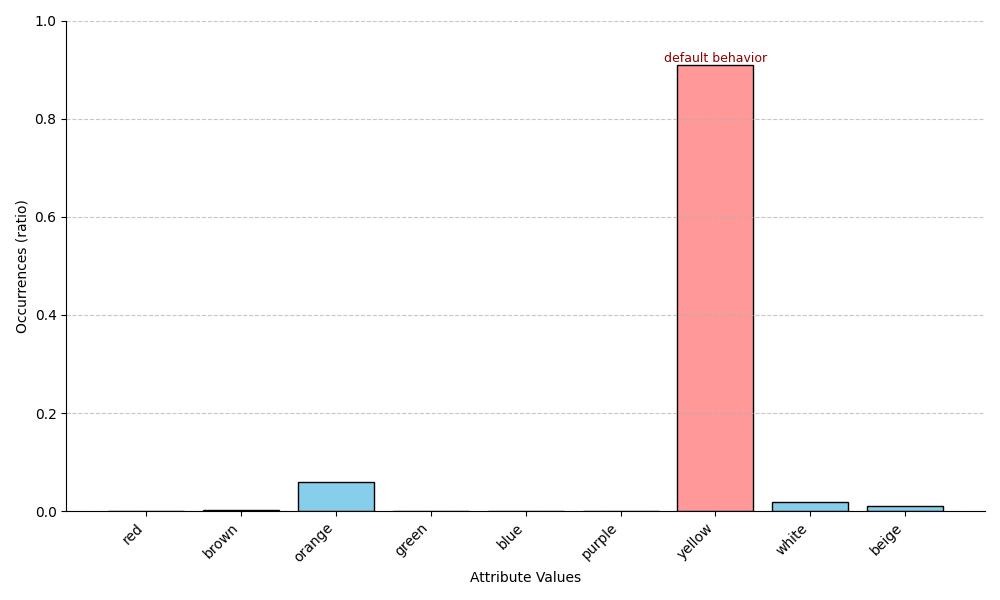 1.0
default behavior
0.8
0.6
0.4
0.2
0.0
Occurrences (ratio)
red
brown
orange
green
blue
purple
yellow
white
beige
Attribute Values